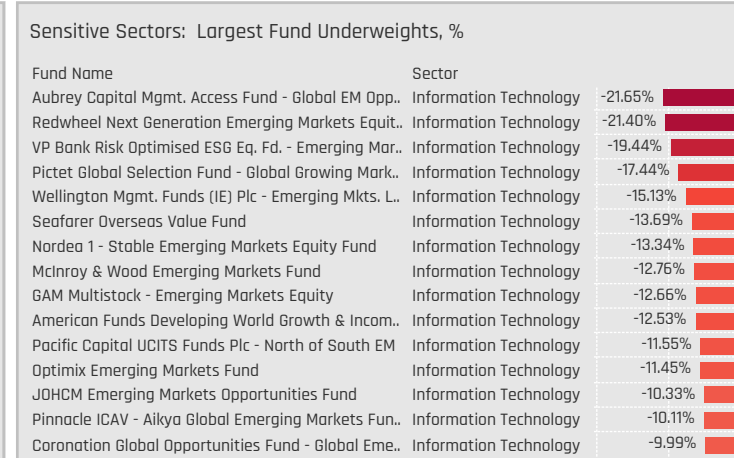 Sensitive Sectors: Largest Fund Underweights, %
Fund Name Sector
Aubrey Capital Mgmt. Access Fund - Global EM Opp.. Information Technology -21.65%
Redwheel Next Generation Emerging Markets Equit.. Information Technology -21.40%
VP Bank Risk Optimised ESG Eq. Fd. - Emerging Mar.. Information Technology -19.44%
Pictet Global Selection Fund - Global Growing Mark.. Information Technology -17.44%
Wellington Mgmt. Funds (IE) Plc - Emerging Mkts. L.. Information Technology -15.13%
Seafarer Overseas Value Fund Information Technology -13.69%
Nordea 1 - Stable Emerging Markets Equity Fund Information Technology -13.34%
McInroy & Wood Emerging Markets Fund Information Technology -12.76%
GAM Multistock - Emerging Markets Equity Information Technology -12.66%
American Funds Developing World Growth & Incom.. Information Technology -12.53%
Pacific Capital UCITS Funds Plc - North of South EM Information Technology -11.55%
Optimix Emerging Markets Fund Information Technology -11.45%
JOHCM Emerging Markets Opportunities Fund Information Technology -10.33%
Pinnacle ICAV - Aikya Global Emerging Markets Fun.. Information Technology -10.11%
Coronation Global Opportunities Fund - Global Eme.. Information Technology -9.99%